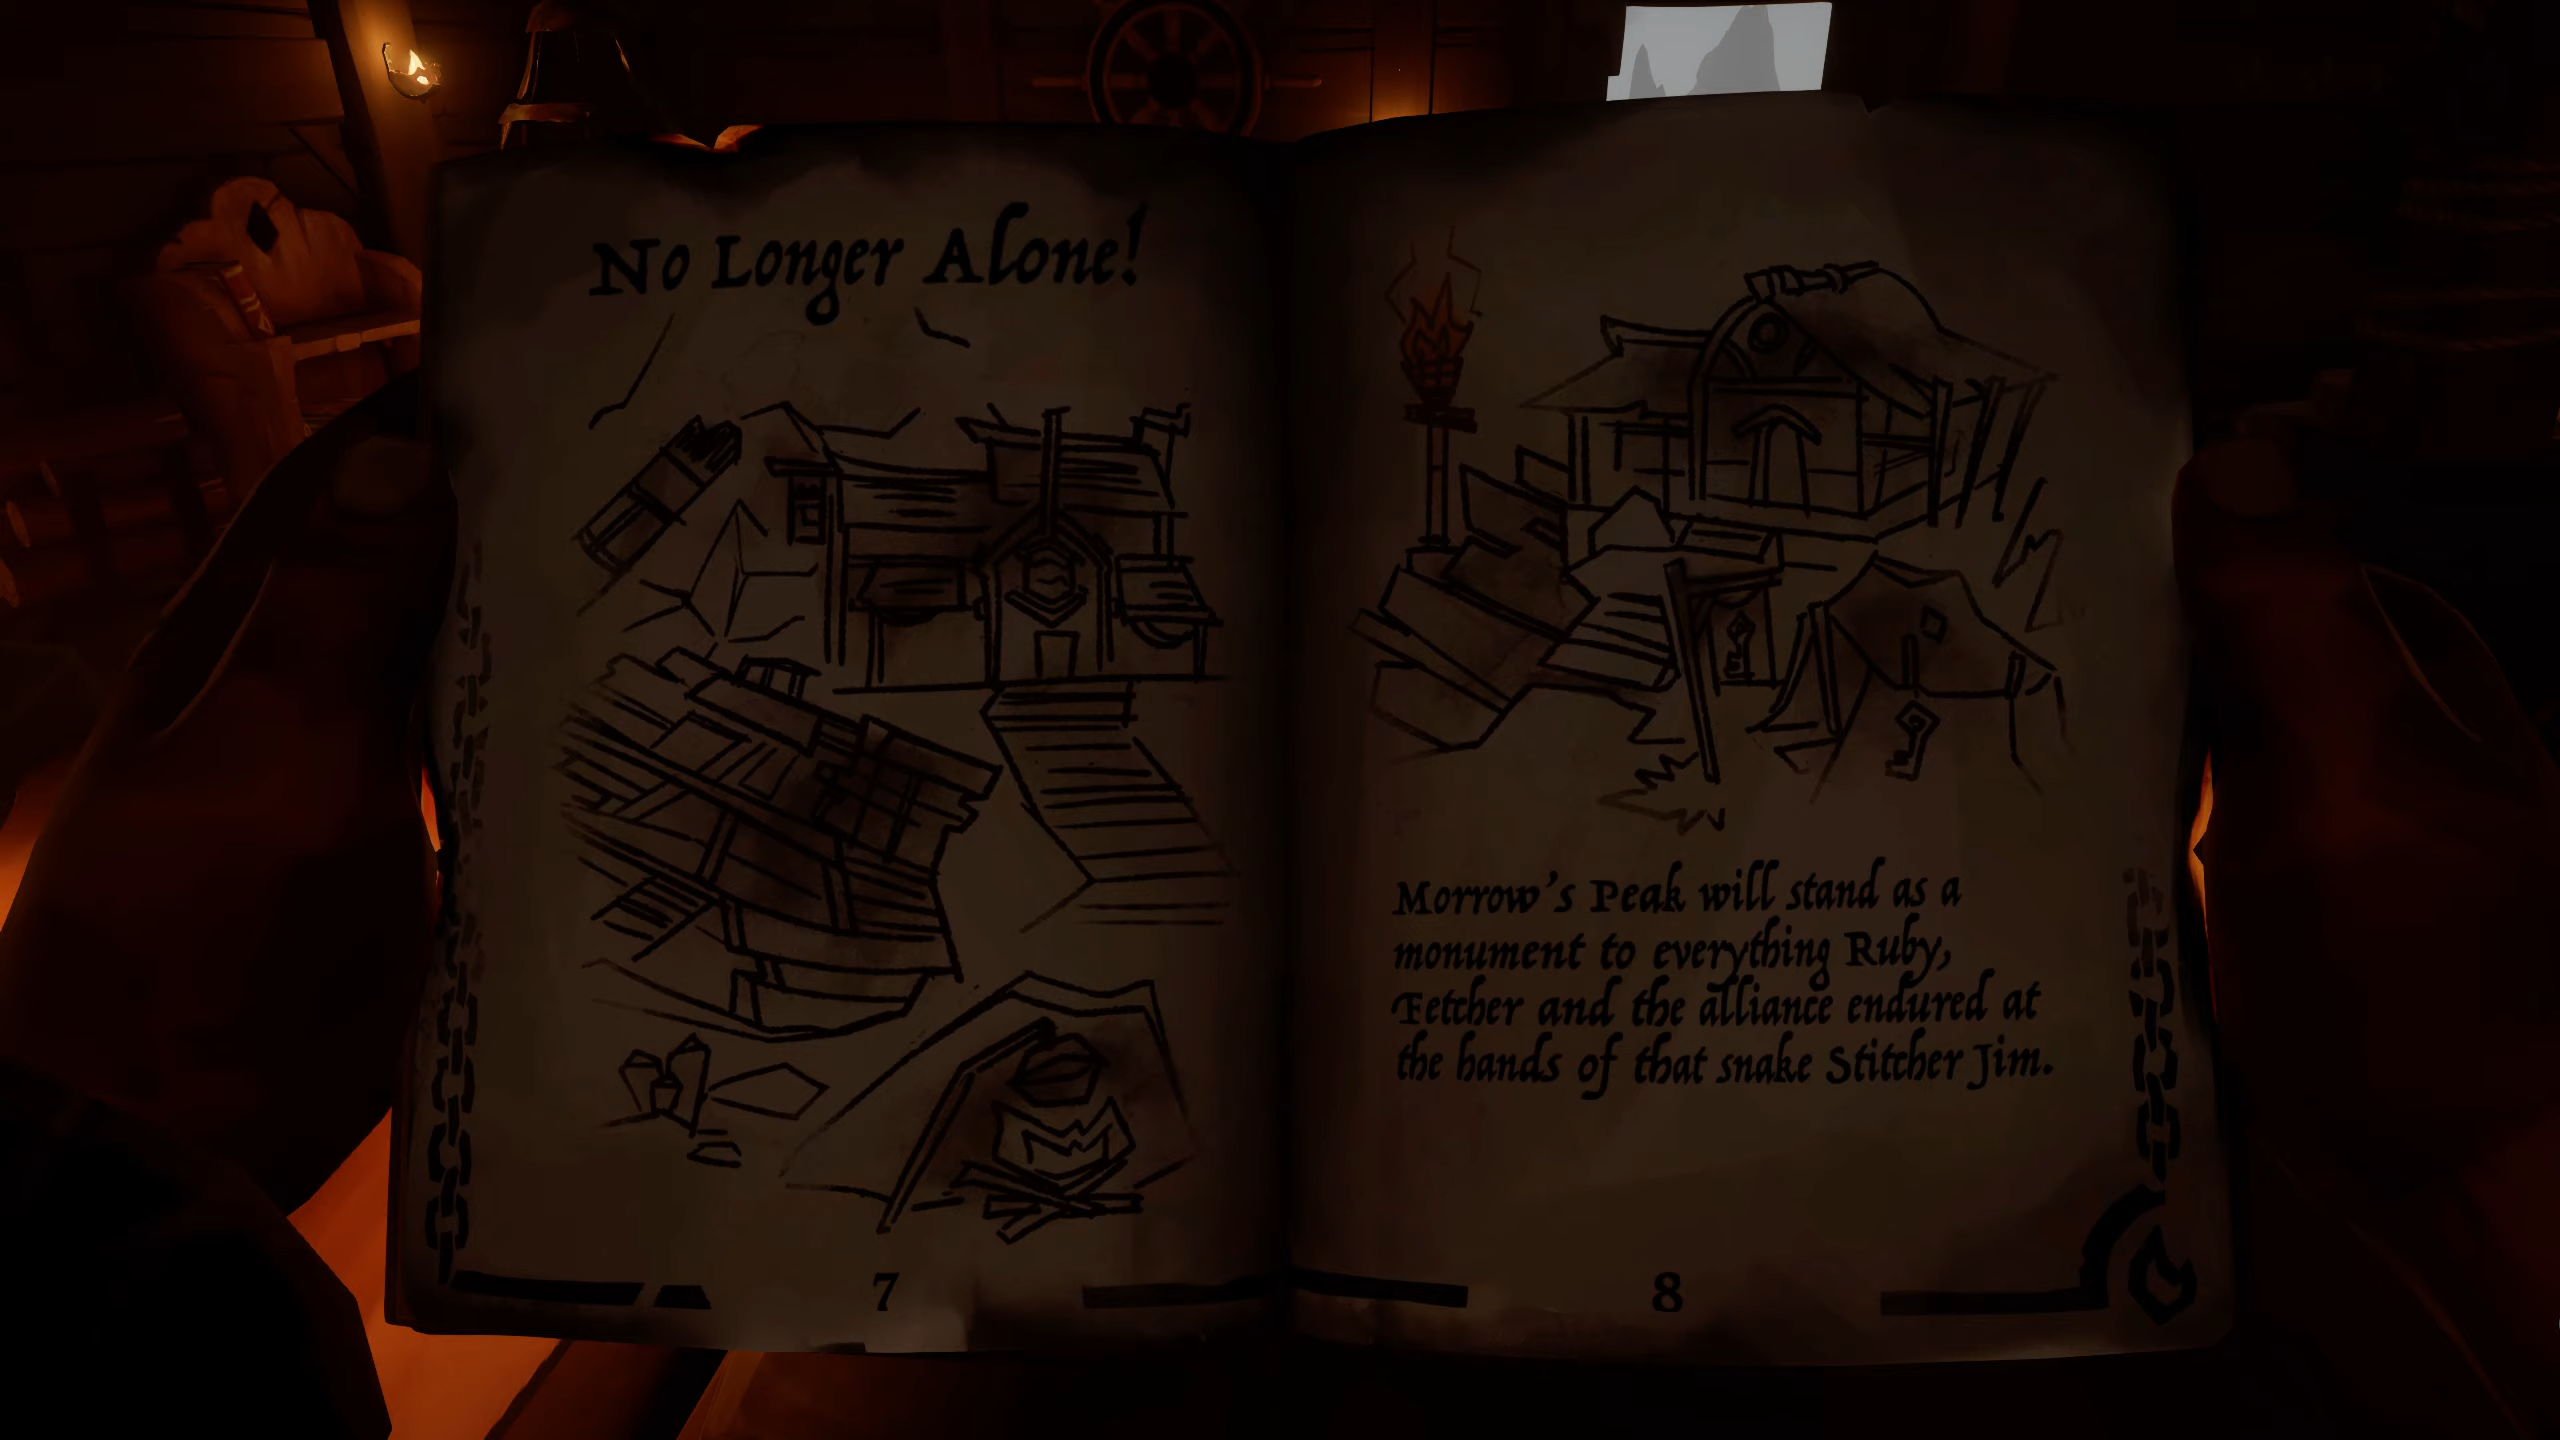 No Longer Alone!
7
Morrow's Peak will stand as a
monument to everything Ruby,
Fetcher and the alliance endured at
the hands of that snake Stitcher Jim.
8